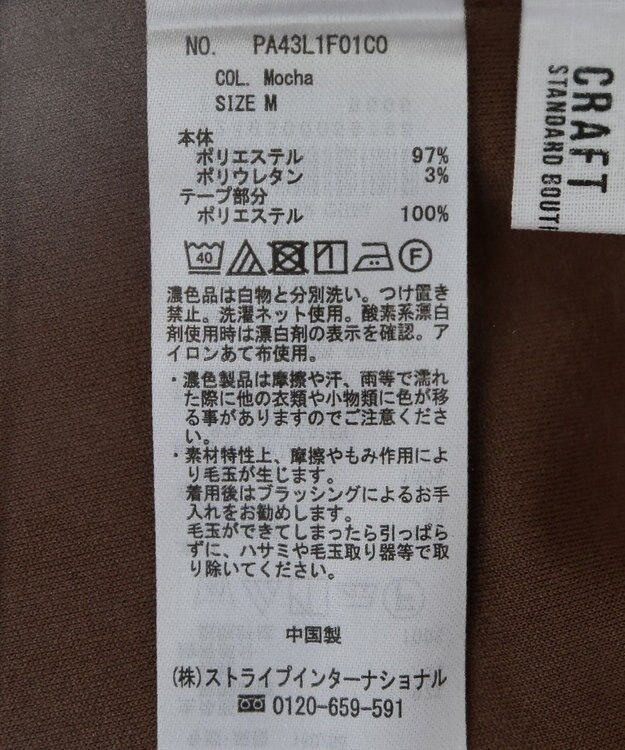 NO. PA43L1F01CO
COL. Mocha
SIZE M
本体
ポリエステル 97%
ポリウレタン 3%
テープ部分
ポリエステル 100%
40 F
濃色品は白物と分別洗い。つけ置き
禁止。洗濯ネット使用。酸素系漂白
剤使用時は漂白剤の表示を確認。ア
イロンあて布使用。
・濃色製品は摩擦や汗、雨等で濡れ
た際に他の衣類や小物類に色が移
る事がありますのでご注意くださ
い。
・素材特性上、摩擦やもみ作用によ
り毛玉が生じます。
着用後はブラッシングによるお手
入れをお勧めします。
毛玉ができてしまったら引っぱら
ずに、ハサミや毛玉取り器等で取
り除いてください。
中国製
(株)ストライプインターナショナル
0120-659-591
CRAFT
STANDARD BOUTI